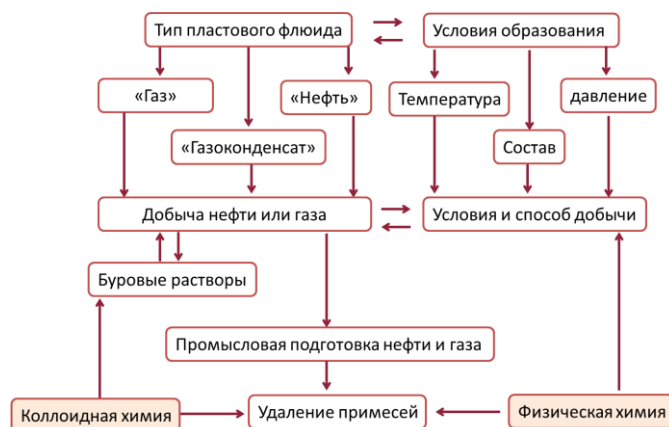 Тип пластового флюида
Условия образования
«Газ»
«Нефть»
Температура
давление
«Газоконденсат»
Состав
Добыча нефти или газа
Условия и способ добычи
Буровые растворы
Промысловая подготовка нефти и газа
Коллоидная химия
Удаление примесей
Физическая химия